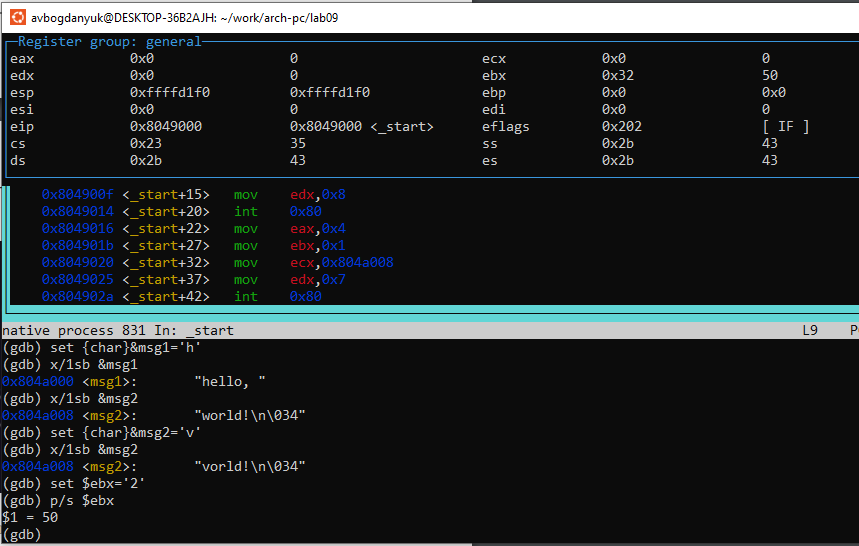 avbogdanyuk@DESKTOP-36B2AJH: ~/work/arch-pc/lab09
Register group: general
eax 0x0 0 ecx 0x0 0
edx 0x0 0 ebx 0x32 50
esp 0xffffd1f0 0xffffd1f0 ebp 0x0 0x0
esi 0x0 0 edi 0x0 0
eip 0x8049000 0x8049000 <_start> eflags 0x202 [ IF ]
cs 0x23 35 ss 0x2b 43
ds 0x2b 43 es 0x2b 43
0x804900f <_start+15> mov edx,0x8
0x8049014 <_start+20> int 0x80
0x8049016 <_start+22> mov eax,0x4
0x804901b <_start+27> mov ebx,0x1
0x8049020 <_start+32> mov ecx,0x804a008
0x8049025 <_start+37> mov edx,0x7
0x804902a <_start+42> int 0x80
native process 831 In: _start L9 P
(gdb) set {char}&msg1='h'
(gdb) x/1sb &msg1
0x804a000 <msg1>: "hello, "
(gdb) x/1sb &msg2
0x804a008 <msg2>: "world!\n\034"
(gdb) set {char}&msg2='v'
(gdb) x/1sb &msg2
0x804a008 <msg2>: "vorld!\n\034"
(gdb) set $ebx='2'
(gdb) p/s $ebx
$1 = 50
(gdb)